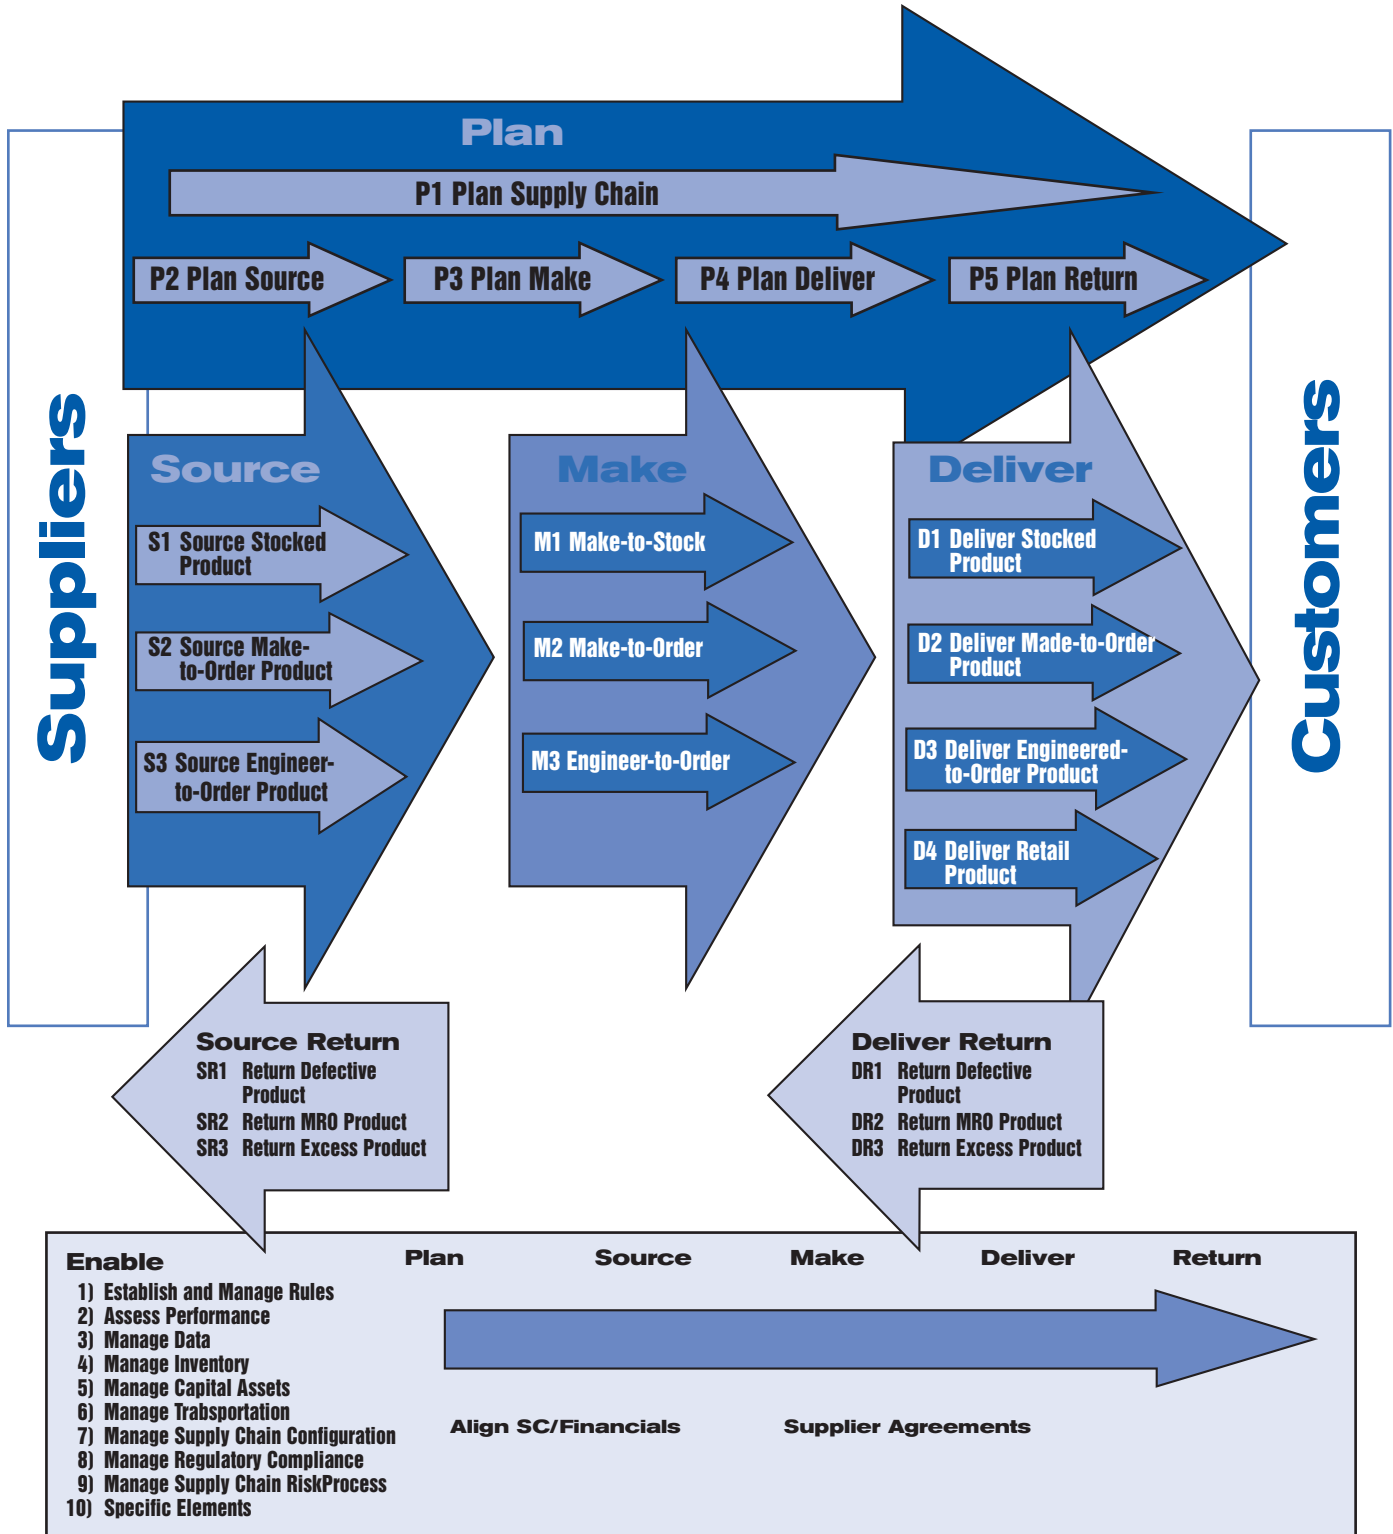 Plan
P1 Plan Supply Chain
P2 Plan Source
P3 Plan Make
P4 Plan Deliver
P5 Plan Return
Suppliers
Source
S1 Source Stocked
Product
S2 Source Make-
to-Order Product
S3 Source Engineer-
to-Order Product
Make
M1 Make-to-Stock
M2 Make-to-Order
M3 Engineer-to-Order
Deliver
D1 Deliver Stocked
Product
D2 Deliver Made-to-Order
Product
D3 Deliver Engineered-
to-Order Product
D4 Deliver Retail
Product
Customers
Source Return
SR1 Return Defective
Product
SR2 Return MRO Product
SR3 Return Excess Product
Deliver Return
DR1 Return Defective
Product
DR2 Return MRO Product
DR3 Return Excess Product
Enable
Plan
Source
Make
Deliver
Return
1) Establish and Manage Rules
2) Assess Performance
3) Manage Data
4) Manage Inventory
5) Manage Capital Assets
6) Manage Trabsportation
7) Manage Supply Chain Configuration
8) Manage Regulatory Compliance
9) Manage Supply Chain RiskProcess
10) Specific Elements
Align SC/Financials
Supplier Agreements